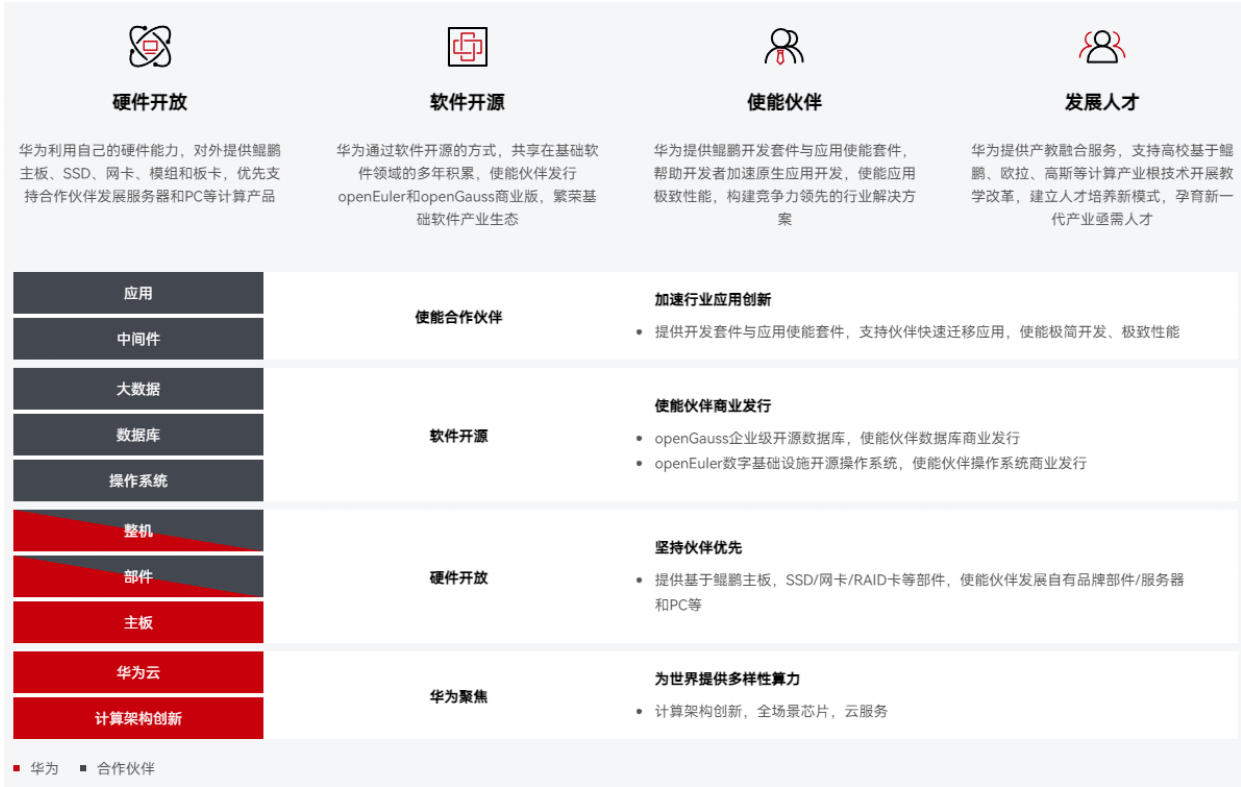 硬件开放
华为利用自己的硬件能力，对外提供鲲鹏
主板、SSD、网卡、模组和板卡，优先支
持合作伙伴发展服务器和PC等计算产品
软件开源
华为通过软件开源的方式，共享在基础软
件领域的多年积累，使能伙伴发行
openEuler和openGauss商业版，繁荣基
础软件产业生态
使能伙伴
华为提供鲲鹏开发套件与应用使能套件，
帮助开发者加速原生应用开发，使能应用
极致性能，构建竞争力领先的行业解决方
案
发展人才
华为提供产教融合服务，支持高校基于鲲
鹏、欧拉、高斯等计算产业根技术开展教
学改革，建立人才培养新模式，孕育新一
代产业亟需人才
应用
中间件
使能合作伙伴
加速行业应用创新
• 提供开发套件与应用使能套件，支持伙伴快速迁移应用，使能极简开发、极致性能
大数据
数据库
操作系统
软件开源
使能伙伴商业发行
• openGauss企业级开源数据库，使能伙伴数据库商业发行
• openEuler数字基础设施开源操作系统，使能伙伴操作系统商业发行
整机
部件
主板
硬件开放
坚持伙伴优先
• 提供基于鲲鹏主板，SSD/网卡/RAID卡等部件，使能伙伴发展自有品牌部件/服务器
和PC等
华为云
计算架构创新
华为聚焦
为世界提供多样性算力
• 计算架构创新，全场景芯片，云服务
华为 合作伙伴